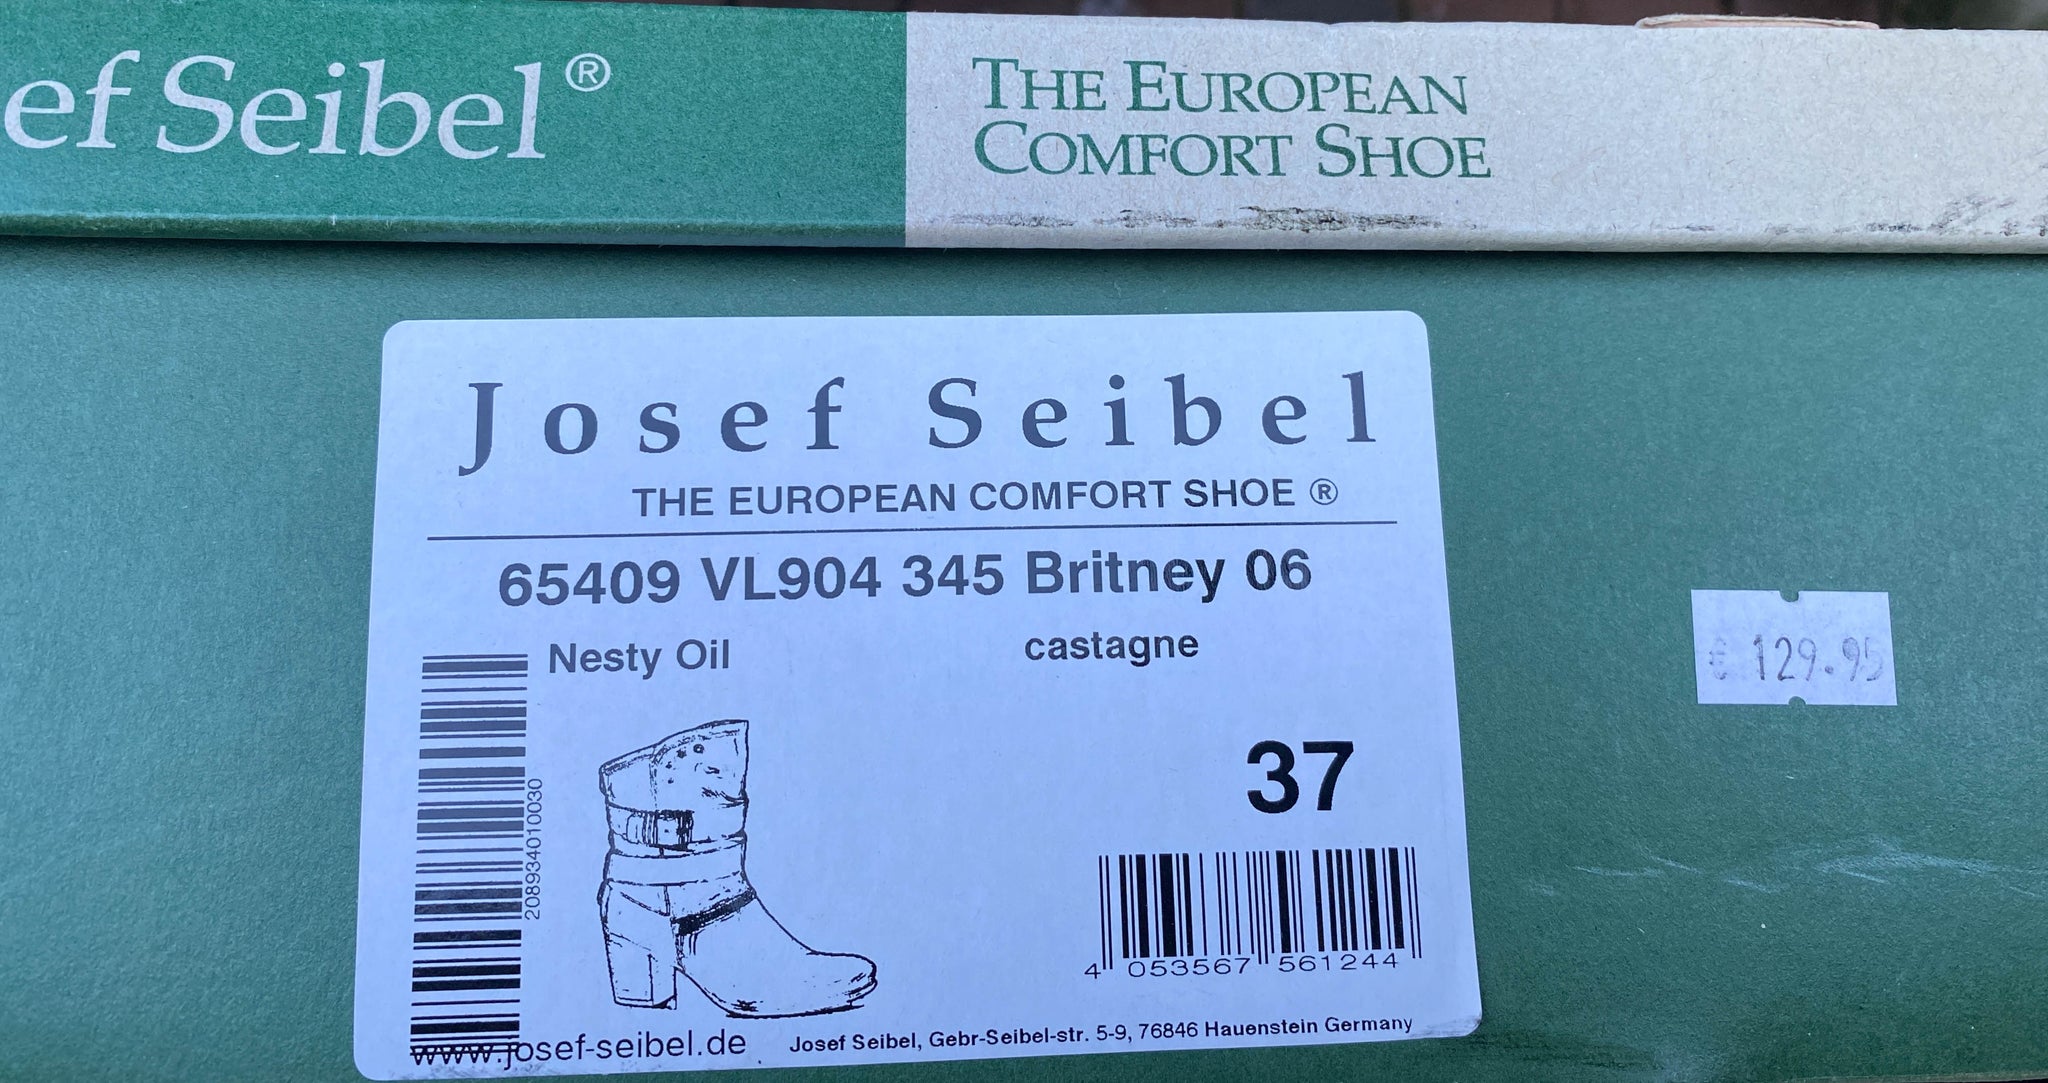 ef Seibel®
THE EUROPEAN
COMFORT SHOE
Josef Seibel
THE EUROPEAN COMFORT SHOE ®
65409 VL904 345 Britney 06
Nesty Oil castagne
€ 129.95
37
2089340100030
4 053567 561244
www.josef-seibel.de
Josef Seibel, Gebr-Seibel-str. 5-9, 76846 Hauenstein Germany